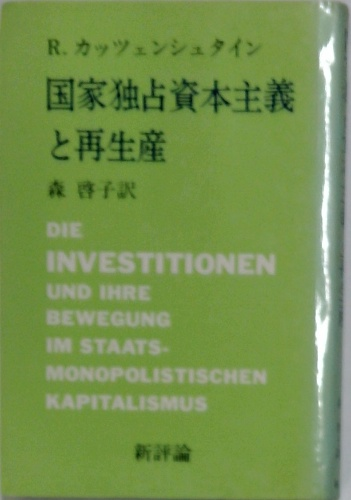 R. カッツェンシュタイン
国家独占資本主義
と再生産
森 啓子訳
DIE
INVESTITIONEN
UND IHRE
BEWEGUNG
IM STAATS-
MONOPOLISTISCHEN
KAPITALISMUS
新評論